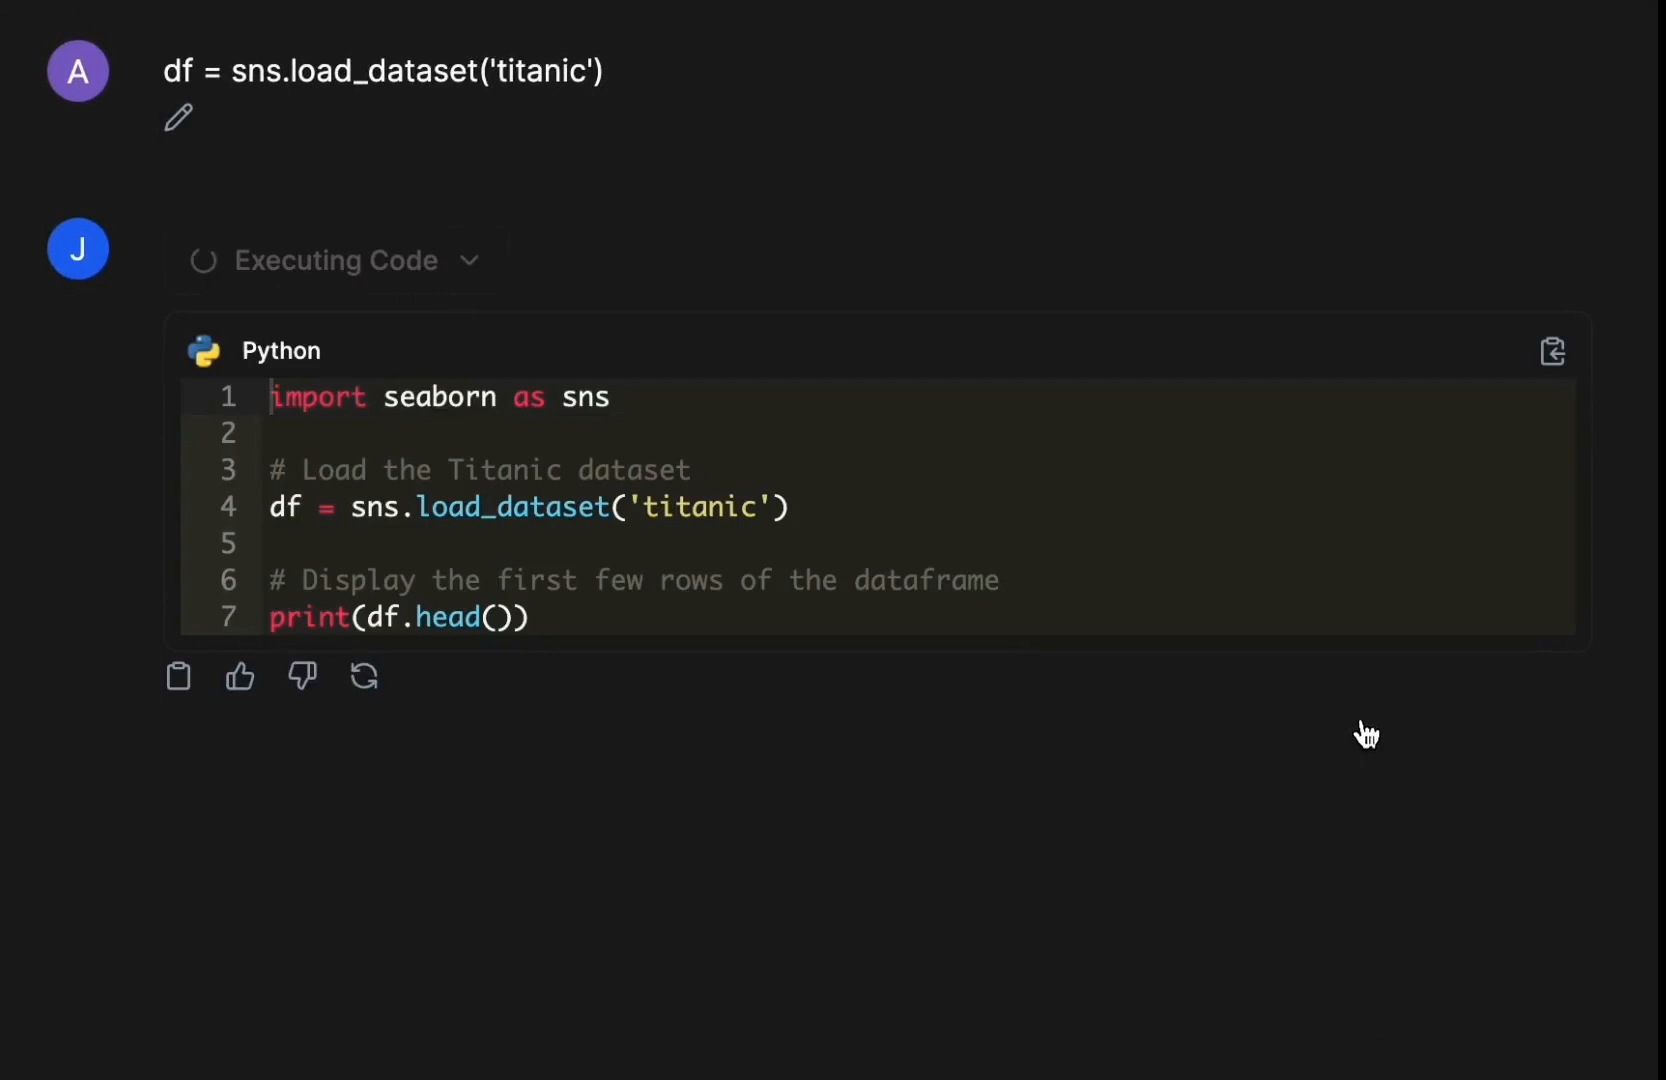 A
df = sns.load_dataset('titanic')
J
Executing Code
Python
1 import seaborn as sns
2
3 # Load the Titanic dataset
4 df = sns.load_dataset('titanic')
5
6 # Display the first few rows of the dataframe
7 print(df.head())